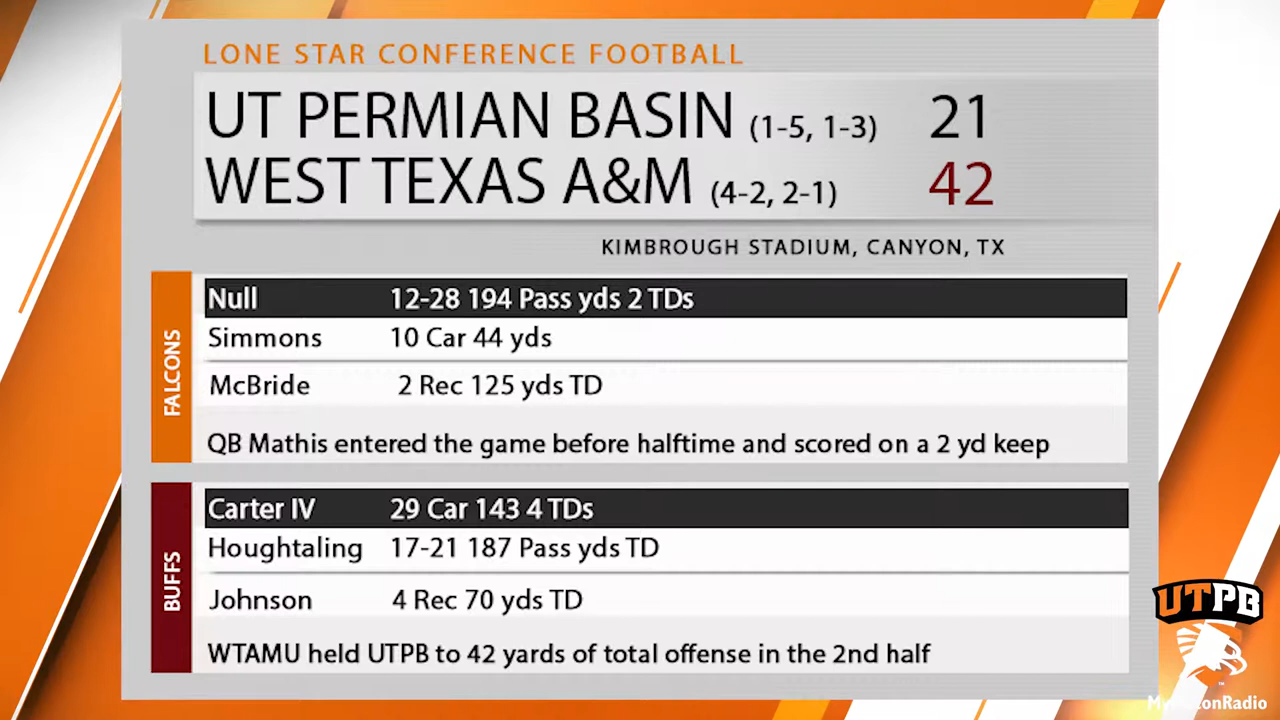 LONE STAR CONFERENCE FOOTBALL
UT PERMIAN BASIN (1-5, 1-3) 21
WEST TEXAS A&M (4-2, 2-1) 42
KIMBROUGH STADIUM, CANYON, TX
FALCONS
Null 12-28 194 Pass yds 2 TDs
Simmons 10 Car 44 yds
McBride 2 Rec 125 yds TD
QB Mathis entered the game before halftime and scored on a 2 yd keep
BUFFS
Carter IV 29 Car 143 4 TDs
Houghtaling 17-21 187 Pass yds TD
Johnson 4 Rec 70 yds TD
WTAMU held UTPB to 42 yards of total offense in the 2nd half
UTPB